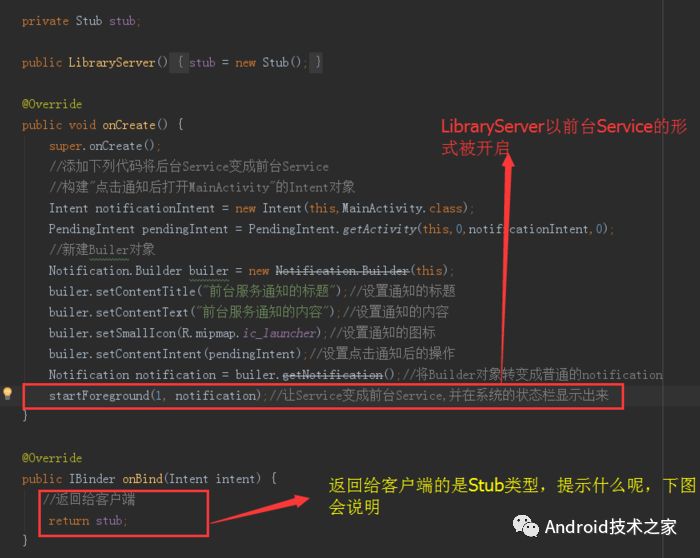 private Stub stub;
public LibraryServer() { stub = new Stub(); }
@Override
public void onCreate() {
super.onCreate();
//添加下列代码将后台Service变成前台Service
//构建"点击通知后打开MainActivity"的Intent对象
Intent notificationIntent = new Intent(this,MainActivity.class);
PendingIntent pendingIntent = PendingIntent.getActivity(this,0,notificationIntent,0);
//新建Builer对象
Notification.Builder builer = new Notification.Builder(this);
builer.setContentTitle("前台服务通知的标题");//设置通知的标题
builer.setContentText("前台服务通知的内容");//设置通知的内容
builer.setSmallIcon(R.mipmap.ic_launcher);//设置通知的图标
builer.setContentIntent(pendingIntent);//设置点击通知后的操作
Notification notification = builer.getNotification();//将Builder对象转变成普通的notification
startForeground(1, notification);//让Service变成前台Service,并在系统的状态栏显示出来
}
LibraryServer以前台Service的形
式被开启
@Override
public IBinder onBind(Intent intent) {
//返回给客户端
return stub;
}
返回给客户端的是Stub类型，提示什么呢，下图
会说明
Android技术之家